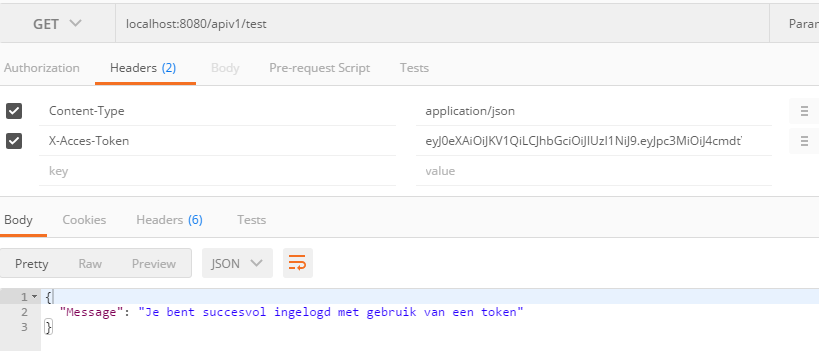 GET localhost:8080/apiv1/test Param
Authorization Headers (2) Body Pre-request Script Tests
Content-Type application/json
X-Acces-Token eyJ0eXAiOiJKV1QiLCJhbGciOiJIUzI1NiJ9.eyJpc3MiOiJ4cmdt
key value
Body Cookies Headers (6) Tests
Pretty Raw Preview JSON
1 {
2 "Message": "Je bent succesvol ingelogd met gebruik van een token"
3 }